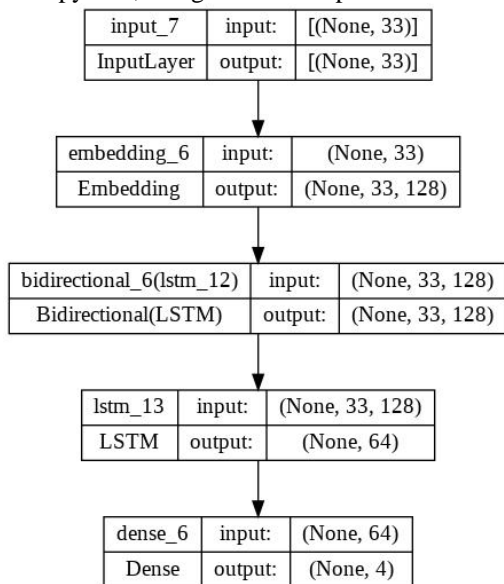 input_7 input: [(None, 33)]
InputLayer output: [(None, 33)]
embedding_6 input: (None, 33)
Embedding output: (None, 33, 128)
bidirectional_6(lstm_12) input: (None, 33, 128)
Bidirectional(LSTM) output: (None, 33, 128)
lstm_13 input: (None, 33, 128)
LSTM output: (None, 64)
dense_6 input: (None, 64)
Dense output: (None, 4)